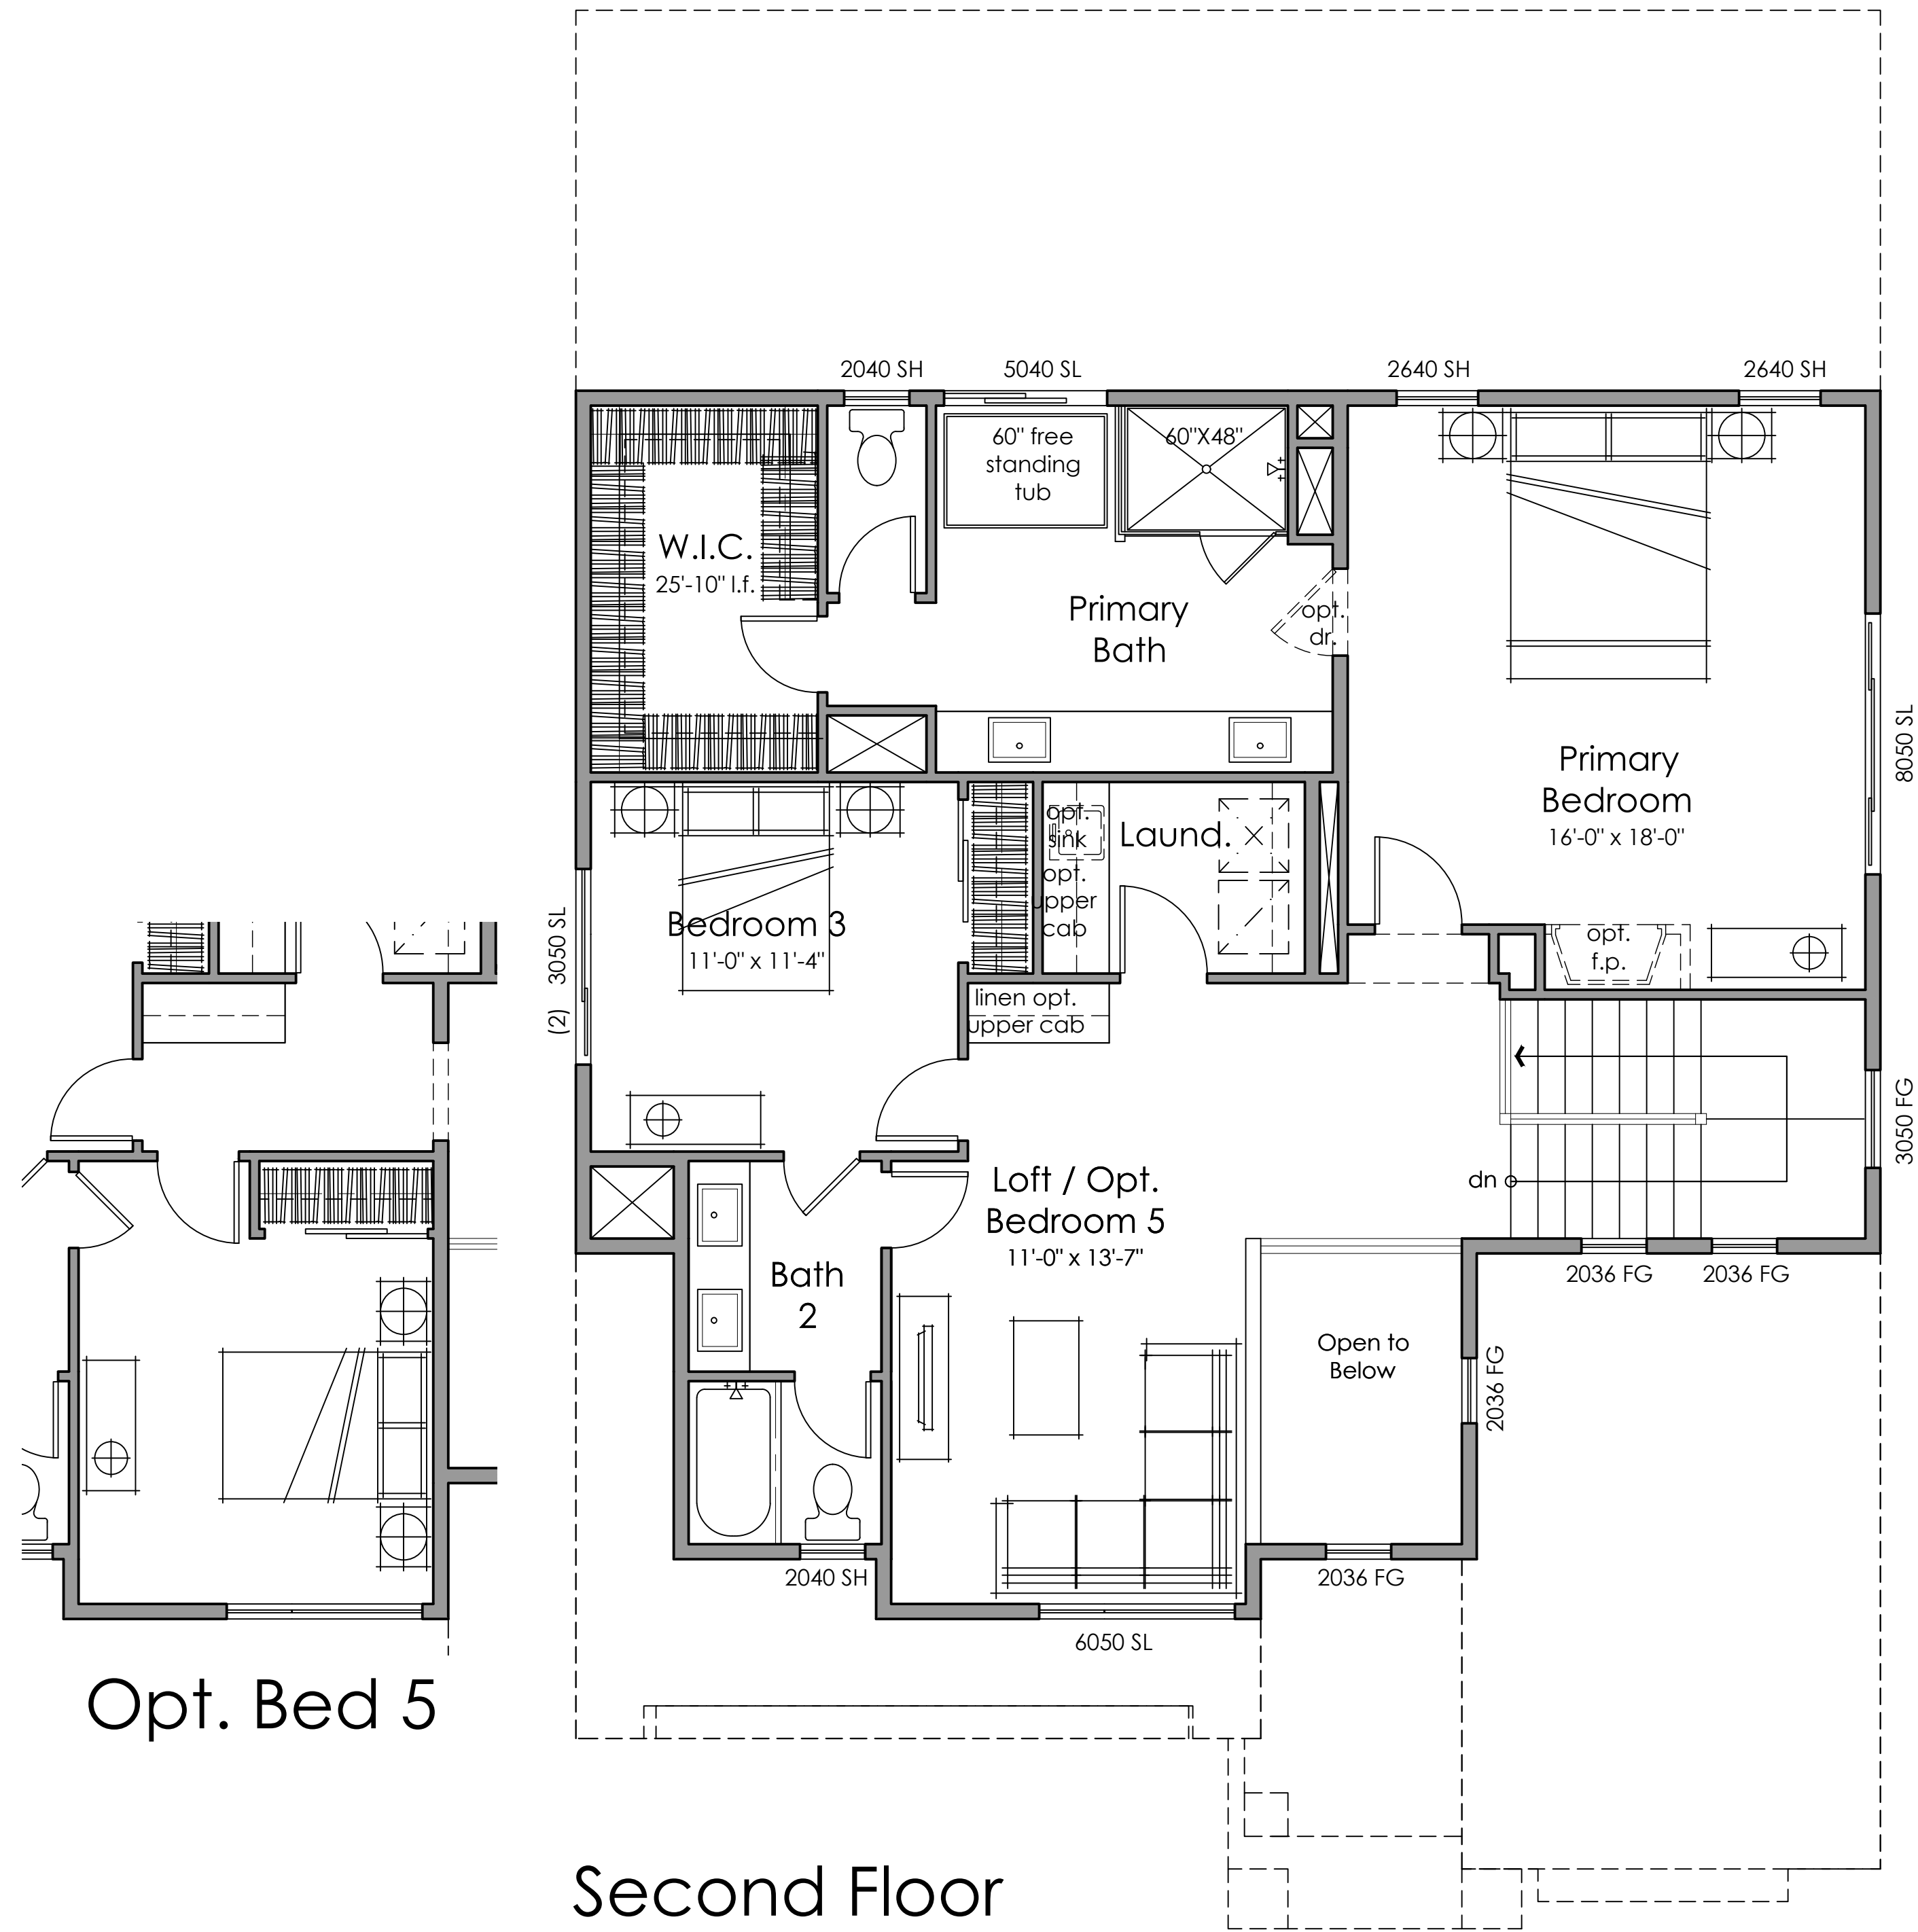 2040 SH
5040 SL
2640 SH
2640 SH
60" free
standing
tub
60"X48"
W.I.C.
25'-10" l.f.
Primary
Bath
opt.
dr.
8050 SL
Primary
Bedroom
16'-0" x 18'-0"
opt.
sink
Laund.
opt.
upper
cab
Bedroom 3
11'-0" x 11'-4"
(2) 3050 SL
opt.
f.p.
linen opt.
upper cab
3050 FG
dn
Loft / Opt.
Bedroom 5
11'-0" x 13'-7"
Bath
2
2036 FG
2036 FG
Open to
Below
2036 FG
2040 SH
2036 FG
6050 SL
Opt. Bed 5
Second Floor